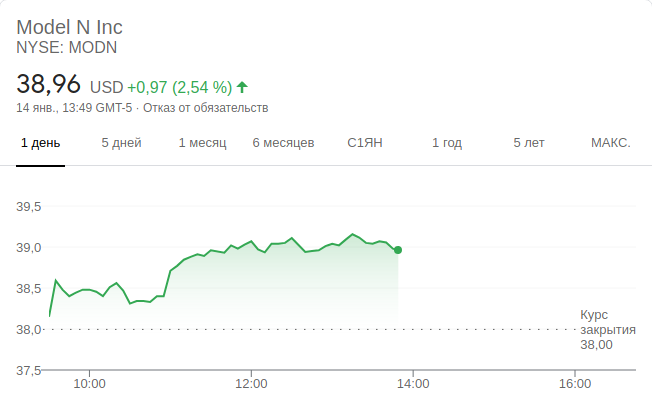 Model N Inc
NYSE: MODN
38,96 USD +0,97 (2,54 %)
14 янв., 13:49 GMT-5 · Отказ от обязательств
1 день 5 дней 1 месяц 6 месяцев С1ЯН 1 год 5 лет МАКС.
39,5
39,0
38,5
38,0
37,5
Курс
закрытия
38,00
10:00 12:00 14:00 16:00